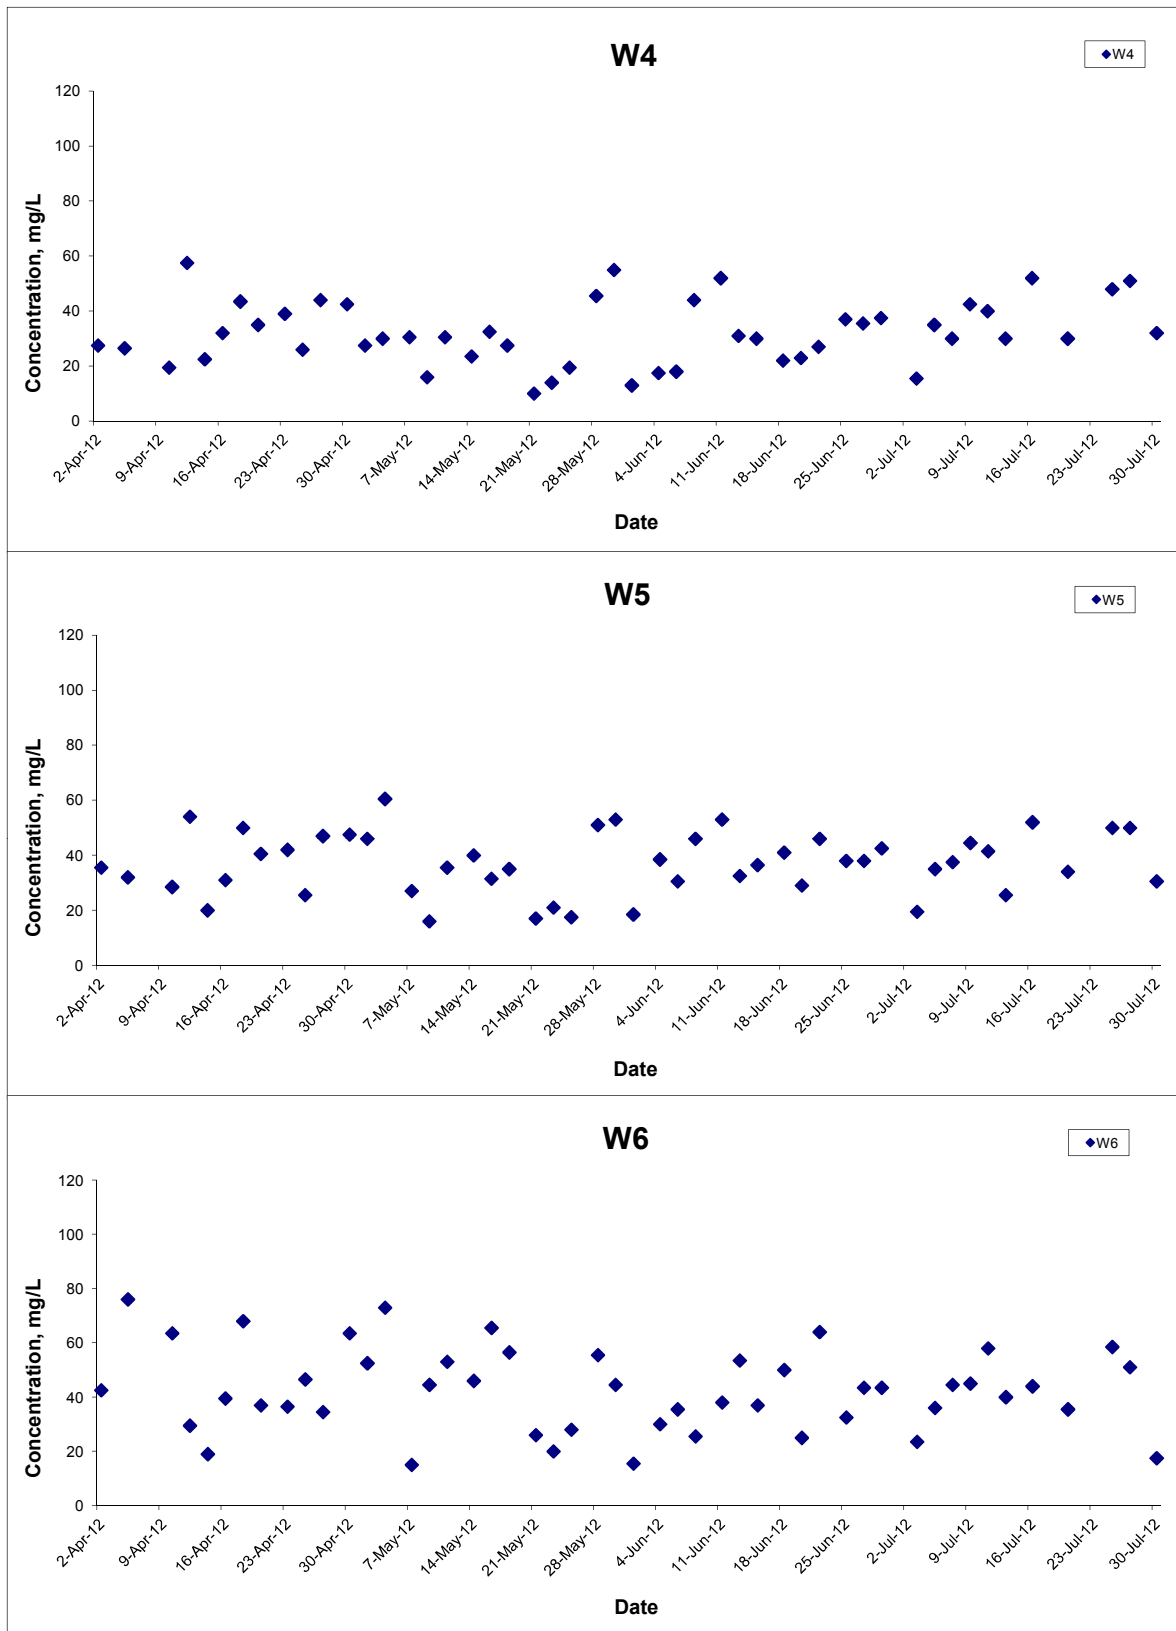 W4
W4
120
100
80
60
40
20
0
Concentration, mg/L
2-Apr-12
9-Apr-12
16-Apr-12
23-Apr-12
30-Apr-12
7-May-12
14-May-12
21-May-12
28-May-12
4-Jun-12
11-Jun-12
18-Jun-12
25-Jun-12
2-Jul-12
9-Jul-12
16-Jul-12
23-Jul-12
30-Jul-12
Date
W5
W5
120
100
80
60
40
20
0
Concentration, mg/L
2-Apr-12
9-Apr-12
16-Apr-12
23-Apr-12
30-Apr-12
7-May-12
14-May-12
21-May-12
28-May-12
4-Jun-12
11-Jun-12
18-Jun-12
25-Jun-12
2-Jul-12
9-Jul-12
16-Jul-12
23-Jul-12
30-Jul-12
Date
W6
W6
120
100
80
60
40
20
0
Concentration, mg/L
2-Apr-12
9-Apr-12
16-Apr-12
23-Apr-12
30-Apr-12
7-May-12
14-May-12
21-May-12
28-May-12
4-Jun-12
11-Jun-12
18-Jun-12
25-Jun-12
2-Jul-12
9-Jul-12
16-Jul-12
23-Jul-12
30-Jul-12
Date